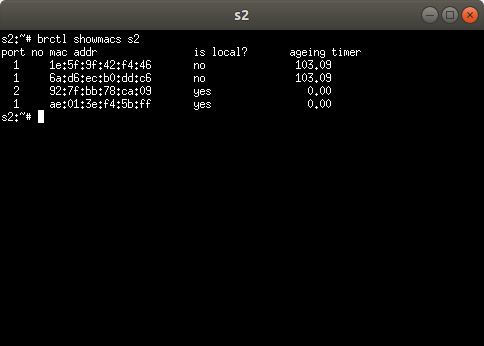 s2
s2:~# brctl showmacs s2
port no mac addr is local? ageing timer
1 1e:5f:9f:42:f4:46 no 103.09
1 6a:d6:ec:b0:dd:c6 no 103.09
2 92:7f:bb:78:ca:09 yes 0.00
1 ae:01:3e:f4:5b:ff yes 0.00
s2:~#